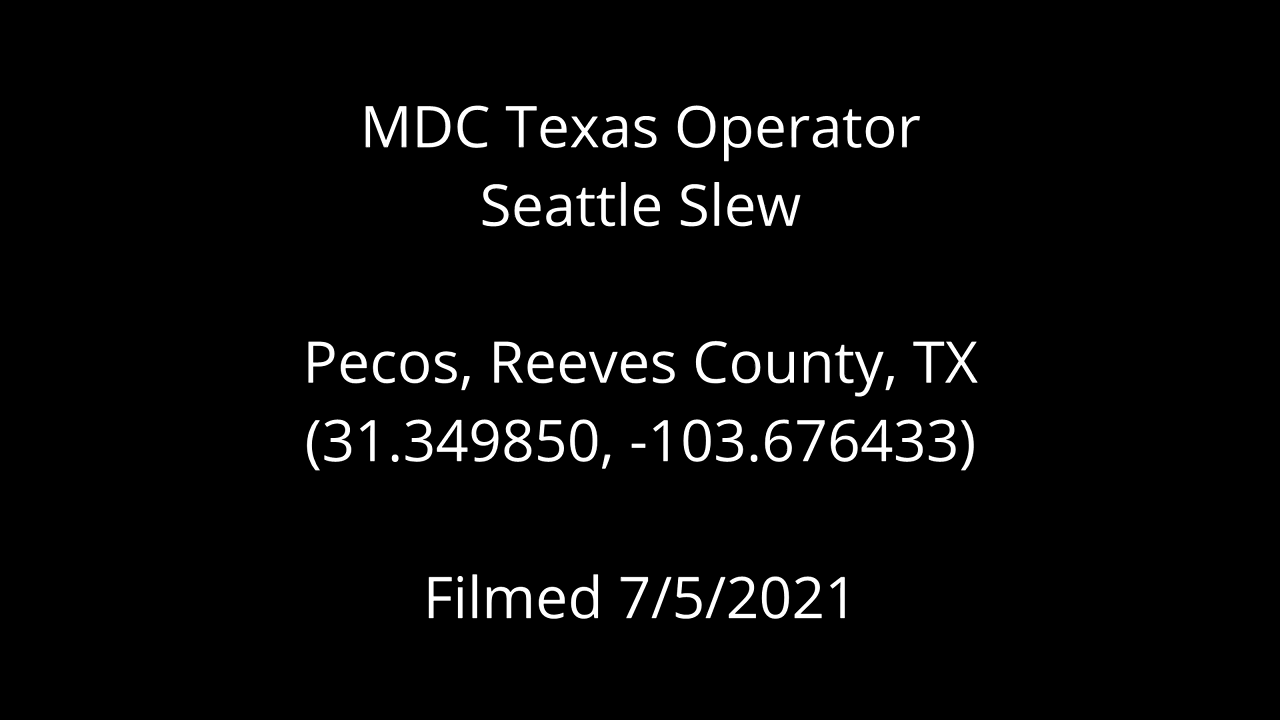 MDC Texas Operator
Seattle Slew
Pecos, Reeves County, TX
(31.349850, -103.676433)
Filmed 7/5/2021